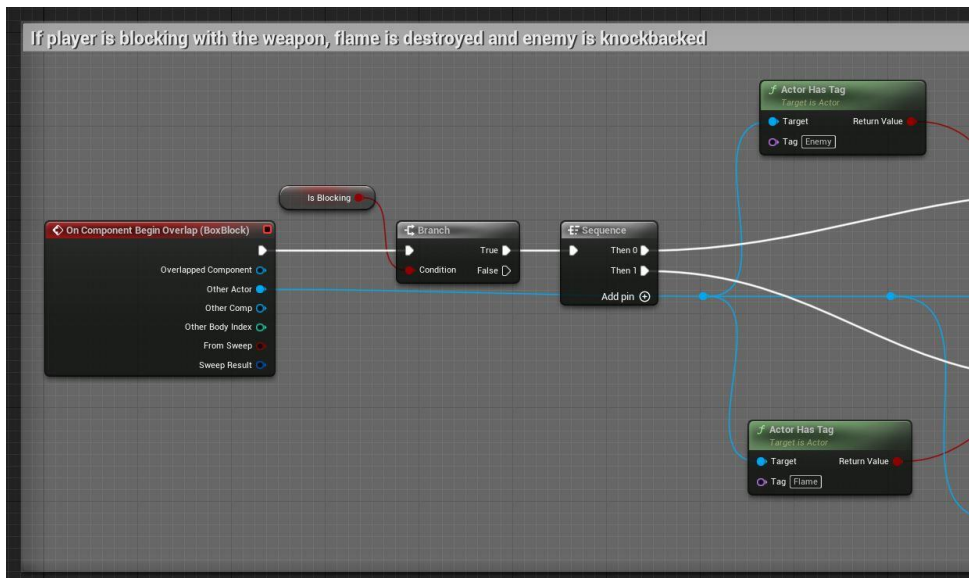 If player is blocking with the weapon, flame is destroyed and enemy is knockbacked
Actor Has Tag
Target is Actor
Target Return Value
Tag Enemy
Is Blocking
On Component Begin Overlap (BoxBlock)
Overlapped Component
Other Actor
Other Comp
Other Body Index
From Sweep
Sweep Result
Branch
True
Condition False
Sequence
Then 0
Then 1
Add pin
Actor Has Tag
Target is Actor
Target Return Value
Tag Flame